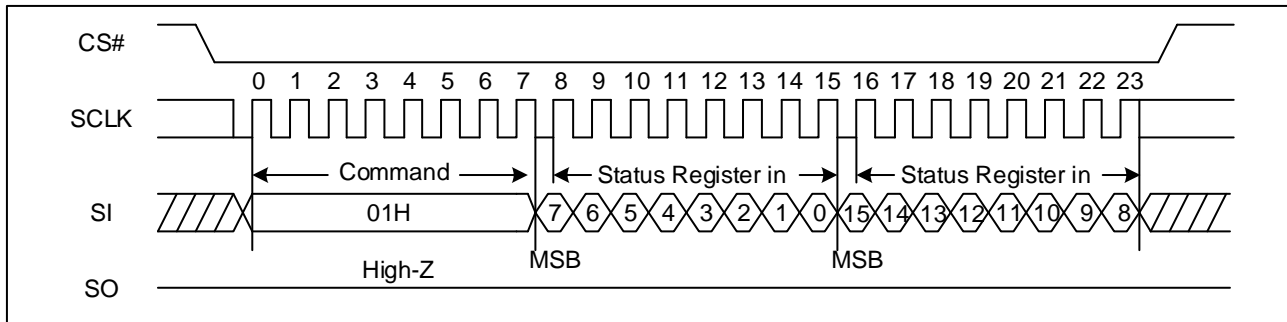 CS#
0 1 2 3 4 5 6 7 8 9 10 11 12 13 14 15 16 17 18 19 20 21 22 23
SCLK
Command Status Register in Status Register in
SI 01H 7 6 5 4 3 2 1 0 15 14 13 12 11 10 9 8
MSB MSB
High-Z
SO